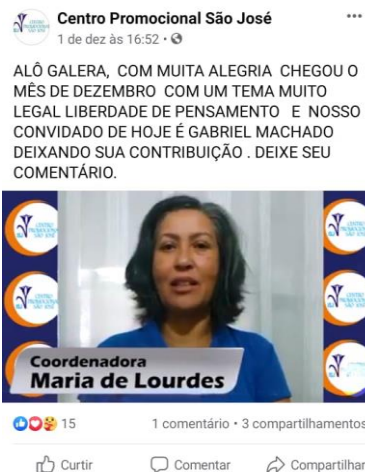 Centro Promocional São José
1 de dez às 16:52 •
ALÔ GALERA, COM MUITA ALEGRIA CHEGOU O
MÊS DE DEZEMBRO COM UM TEMA MUITO
LEGAL LIBERDADE DE PENSAMENTO E NOSSO
CONVIDADO DE HOJE É GABRIEL MACHADO
DEIXANDO SUA CONTRIBUIÇÃO . DEIXE SEU
COMENTÁRIO.
Coordenadora
Maria de Lourdes
15 1 comentário • 3 compartilhamentos
Curtir Comentar Compartilhar